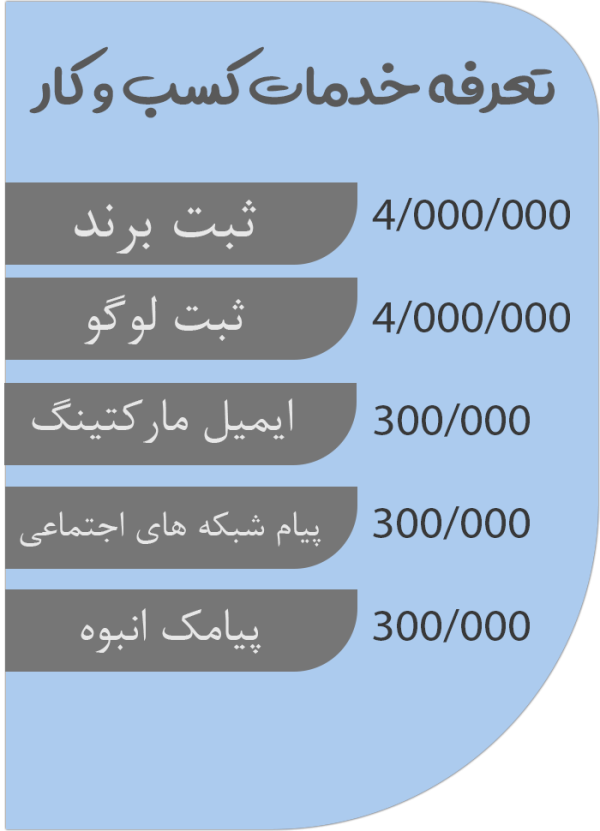 تعرفه خدمات کسب و کار
ثبت برند 4/000/000
ثبت لوگو 4/000/000
ایمیل مارکتینگ 300/000
پیام شبکه های اجتماعی 300/000
پیامک انبوه 300/000